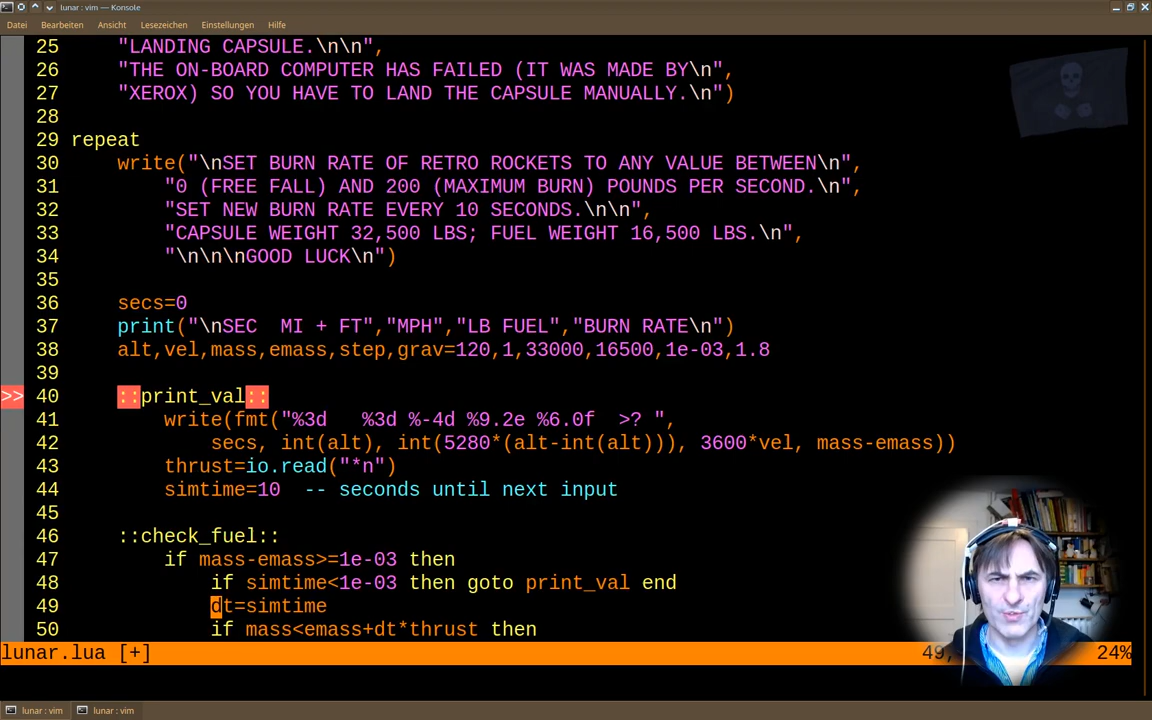 lunar : vim — Konsole
Datei Bearbeiten Ansicht Lesezeichen Einstellungen Hilfe
25 "LANDING CAPSULE.\n\n",
26 "THE ON-BOARD COMPUTER HAS FAILED (IT WAS MADE BY\n",
27 "XEROX) SO YOU HAVE TO LAND THE CAPSULE MANUALLY.\n")
28
29 repeat
30 write("\nSET BURN RATE OF RETRO ROCKETS TO ANY VALUE BETWEEN\n",
31 "0 (FREE FALL) AND 200 (MAXIMUM BURN) POUNDS PER SECOND.\n",
32 "SET NEW BURN RATE EVERY 10 SECONDS.\n\n",
33 "CAPSULE WEIGHT 32,500 LBS; FUEL WEIGHT 16,500 LBS.\n",
34 "\n\n\nGOOD LUCK\n")
35
36 secs=0
37 print("\nSEC  MI + FT","MPH","LB FUEL","BURN RATE\n")
38 alt,vel,mass,emass,step,grav=120,1,33000,16500,1e-03,1.8
39
>> 40 ::print_val::
41 write(fmt("%3d   %3d %-4d %9.2e %6.0f  >? ",
42 secs, int(alt), int(5280*(alt-int(alt))), 3600*vel, mass-emass))
43 thrust=io.read("*n")
44 simtime=10  -- seconds until next input
45
46 ::check_fuel::
47 if mass-emass>=1e-03 then
48 if simtime<1e-03 then goto print_val end
49 dt=simtime
50 if mass<emass+dt*thrust then
lunar.lua [+] 49, 24%
lunar : vim lunar : vim